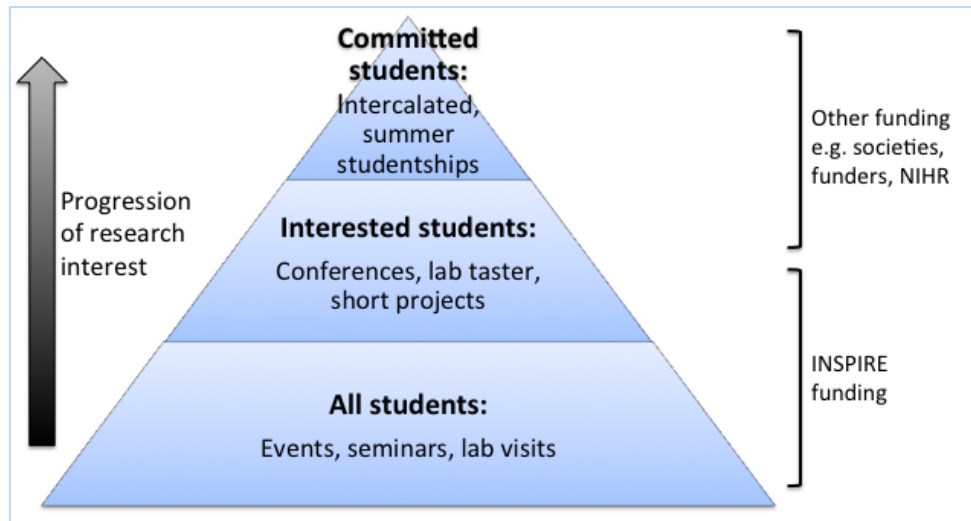 Committed
students:
Intercalated,
summer
studentships
Progression
of research
interest
Interested students:
Conferences, lab taster,
short projects
All students:
Events, seminars, lab visits
Other funding
e.g. societies,
funders, NIHR
INSPIRE
funding